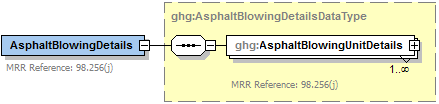 ghg:AsphaltBlowingDetailsDataType
AsphaltBlowingDetails
ghg:AsphaltBlowingUnitDetails
1..∞
MRR Reference: 98.256(j)
MRR Reference: 98.256(j)